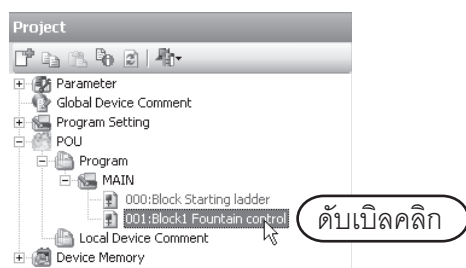 Project
Parameter
Global Device Comment
Program Setting
POU
Program
MAIN
000:Block Starting ladder
001:Block1 Fountain control
ดับเบิลคลิก
Local Device Comment
Device Memory